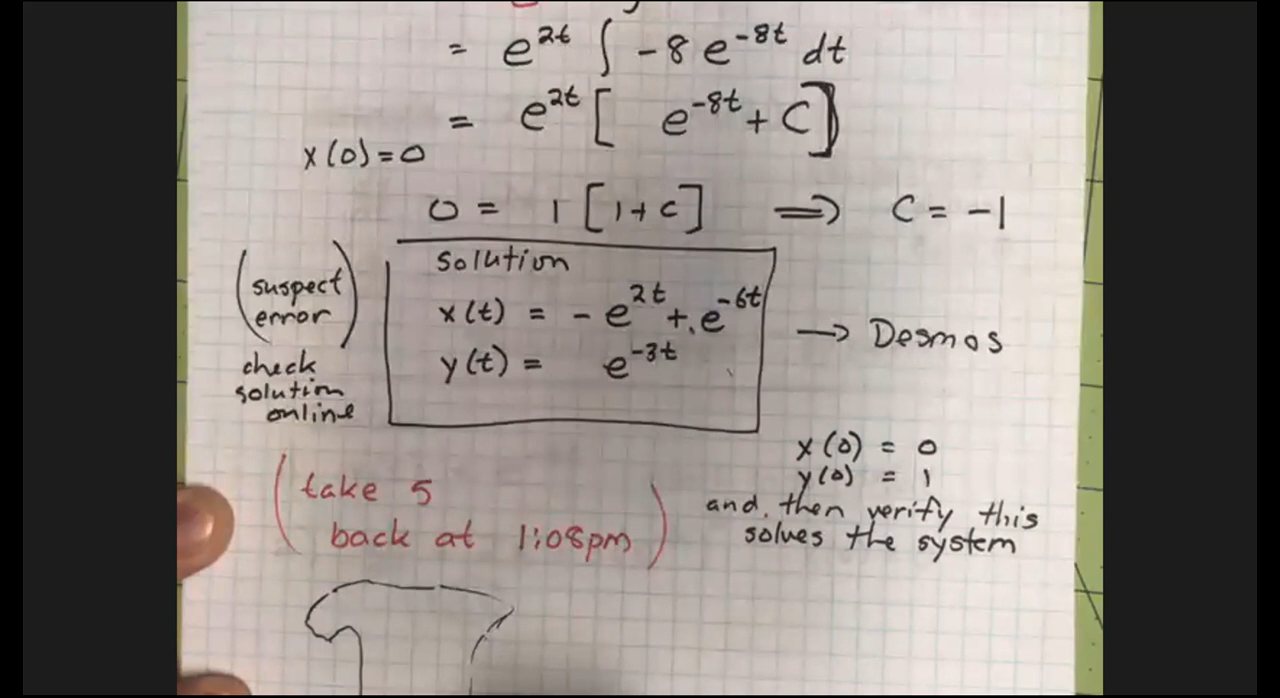 = e^{2t} ∫ -8 e^{-8t} dt
= e^{2t} [ e^{-8t} + C ]
x(0) = 0
0 = 1 [1 + C] ⟹ C = -1
(suspect error)
check
solution
online
solution
x(t) = - e^{2t} + e^{-6t}
y(t) = e^{-3t}
→ Desmos
x(0) = 0
y(0) = 1
and then verify this
solves the system
(take 5
back at 1:08pm)